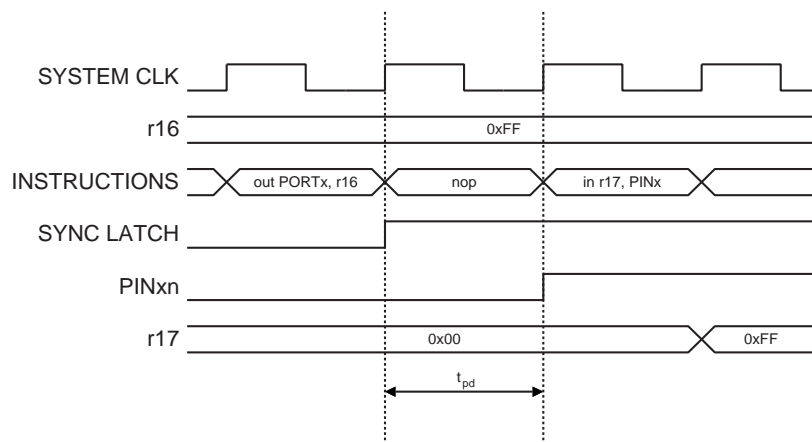 SYSTEM CLK
r16
0xFF
INSTRUCTIONS
out PORTx, r16
nop
in r17, PINx
SYNC LATCH
PINxn
r17
0x00
0xFF
tpd